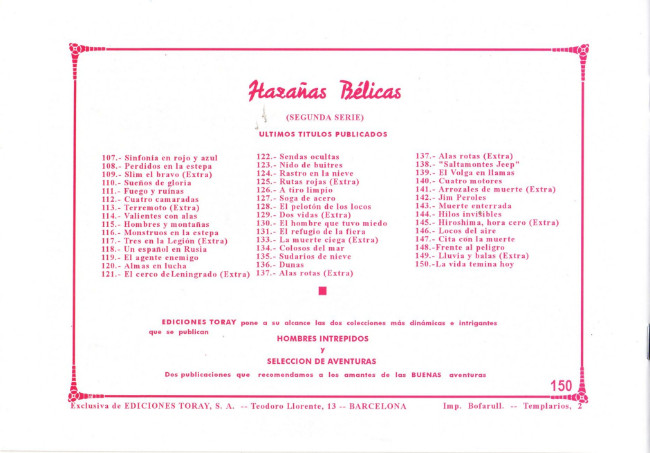 Hazañas Bélicas
(SEGUNDA SERIE)
ULTIMOS TITULOS PUBLICADOS
107.- Sinfonía en rojo y azul
108.- Perdidos en la estepa
109.- Slim el bravo (Extra)
110.- Sueños de gloria
111.- Fuego y ruinas
112.- Cuatro camaradas
113.- Terremoto (Extra)
114.- Valientes con alas
115.- Hombres y montañas
116.- Monstruos en la estepa
117.- Tres en la Legión (Extra)
118.- Un español en Rusia
119.- El agente enemigo
120.- Almas en lucha
121.- El cerco de Leningrado (Extra)
122.- Sendas ocultas
123.- Nido de buitres
124.- Rastro en la nieve
125.- Rutas rojas (Extra)
126.- A tiro limpio
127.- Soga de acero
128.- El pelotón de los locos
129.- Dos vidas (Extra)
130.- El hombre que tuvo miedo
131.- El refugio de la fiera
133.- La muerte ciega (Extra)
134.- Colosos del mar
135.- Sudarios de nieve
136.- Dunas
137.- Alas rotas (Extra)
137.- Alas rotas (Extra)
138.- "Saltamontes Jeep"
139.- El Volga en llamas
140.- Cuatro motores
141.- Arrozales de muerte (Extra)
142.- Jim Peroles
143.- Muerte enterrada
144.- Hilos invi9ibles
145.- Hiroshima, hora cero (Extra)
146.- Locos del aire
147.- Cita con la muerte
148.- Frente al peligro
149.- Lluvia y balas (Extra)
150.-La vida temina hoy
EDICIONES TORAY pone a su alcance las dos colecciones más dinámicas e intrigantes
que se publican
HOMBRES INTREPIDOS
y
SELECCION DE AVENTURAS
Dos publicaciones que recomendamos a los amantes de las BUENAS aventuras
150
Exclusiva de EDICIONES TORAY, S. A. -- Teodoro Llorente, 13 -- BARCELONA Imp. Bofarull. -- Templarios, 2